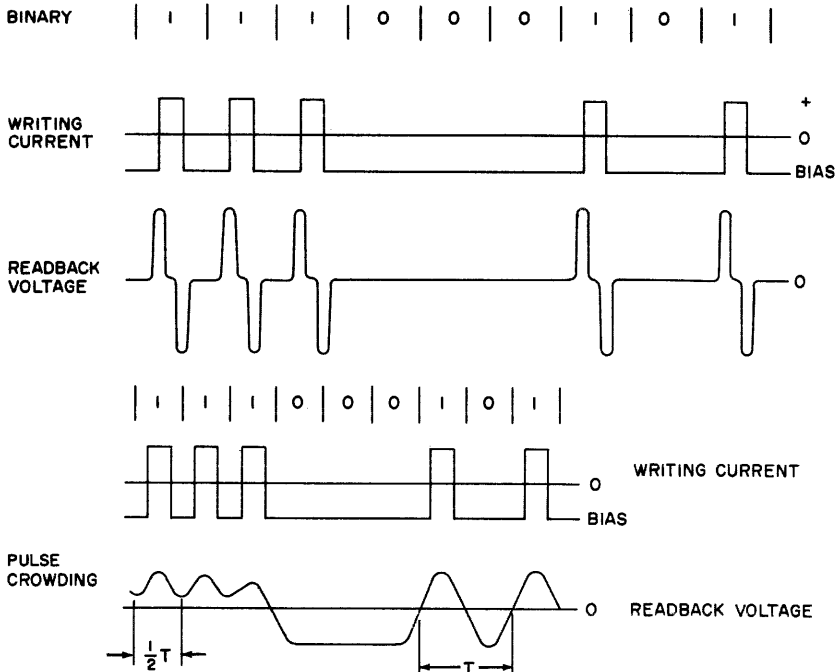 BINARY | 1 | 1 | 1 | 0 | 0 | 0 | 1 | 0 | 1 |
+
WRITING
CURRENT
0
BIAS
READBACK
VOLTAGE
0
| 1 | 1 | 1 | 0 | 0 | 0 | 1 | 0 | 1 |
0 WRITING CURRENT
BIAS
PULSE
CROWDING
0 READBACK VOLTAGE
1/2 T
T